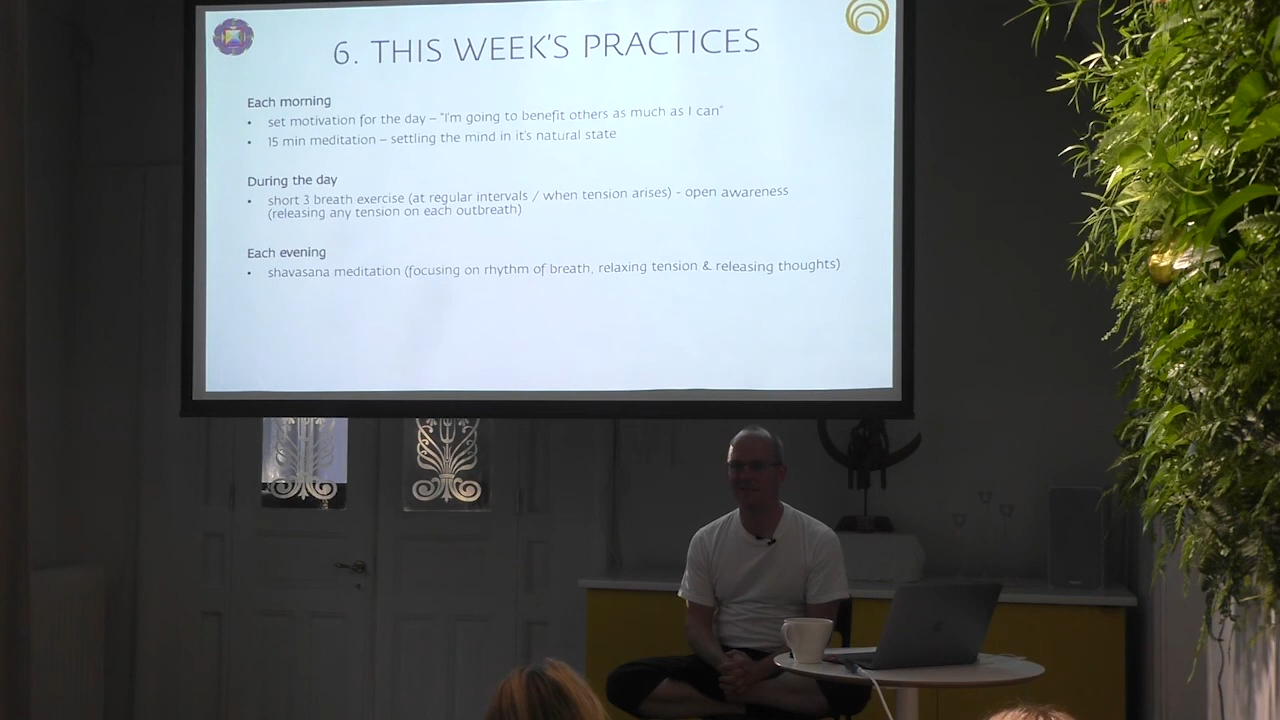 6. THIS WEEK'S PRACTICES
Each morning
• set motivation for the day – "I'm going to benefit others as much as I can"
• 15 min meditation – settling the mind in it's natural state
During the day
• short 3 breath exercise (at regular intervals / when tension arises) - open awareness
(releasing any tension on each outbreath)
Each evening
• shavasana meditation (focusing on rhythm of breath, relaxing tension & releasing thoughts)